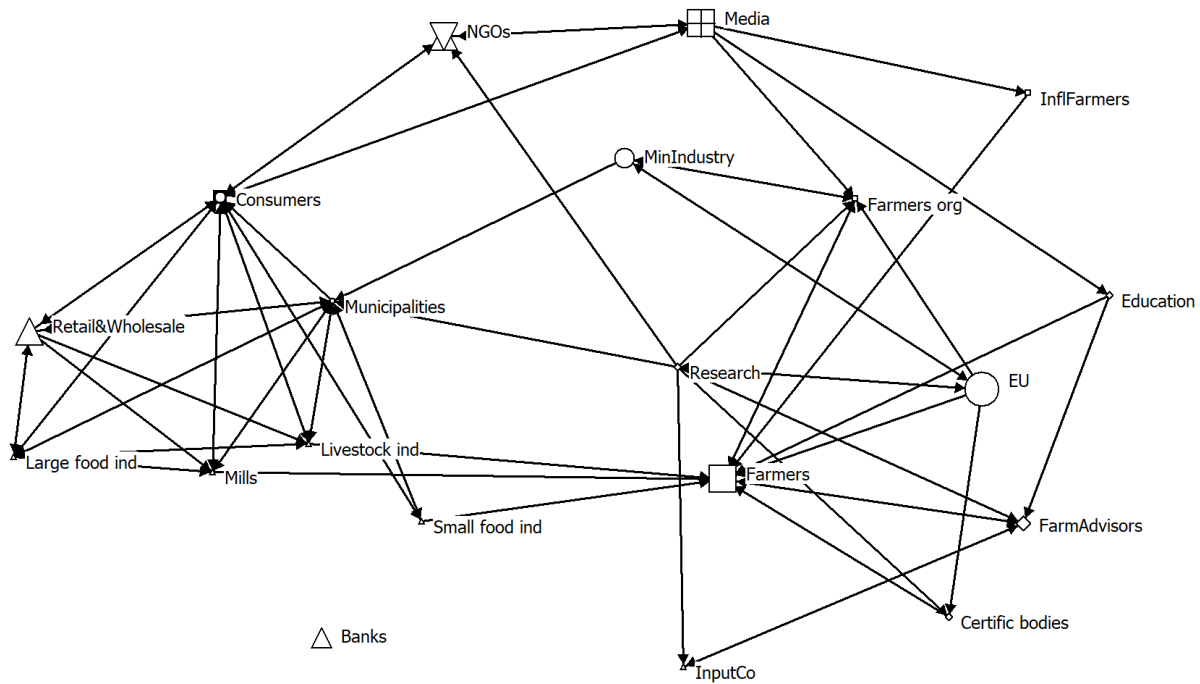 Media
NGOs
InflFarmers
MinIndustry
Consumers
Farmers org
Education
Municipalities
Retail&Wholesale
Research
EU
Livestock ind
Large food ind
Mills
Farmers
Small food ind
FarmAdvisors
Certific bodies
Banks
InputCo